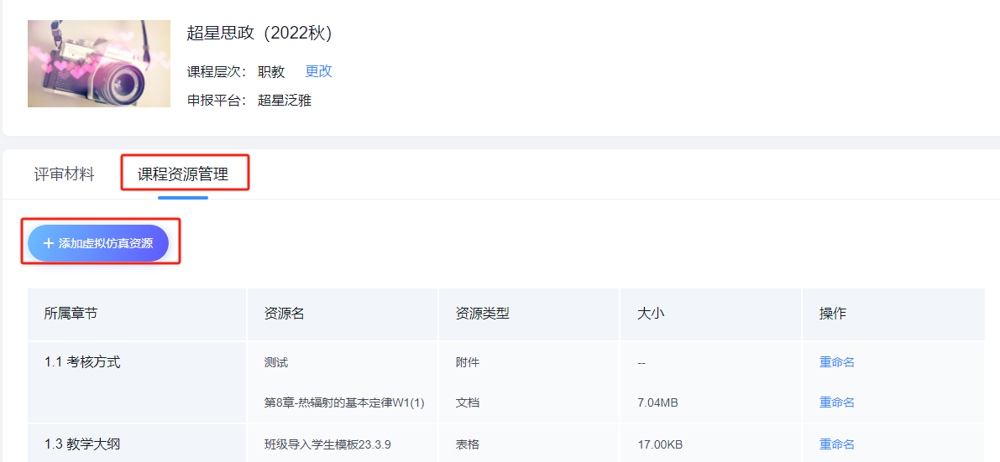 超星思政（2022秋）
课程层次： 职教 更改
申报平台： 超星泛雅
评审材料 课程资源管理
+ 添加虚拟仿真资源
所属章节 资源名 资源类型 大小 操作
1.1 考核方式 测试 附件 -- 重命名
第8章-热辐射的基本定律W1(1) 文档 7.04MB 重命名
1.3 教学大纲 班级导入学生模板23.3.9 表格 17.00KB 重命名